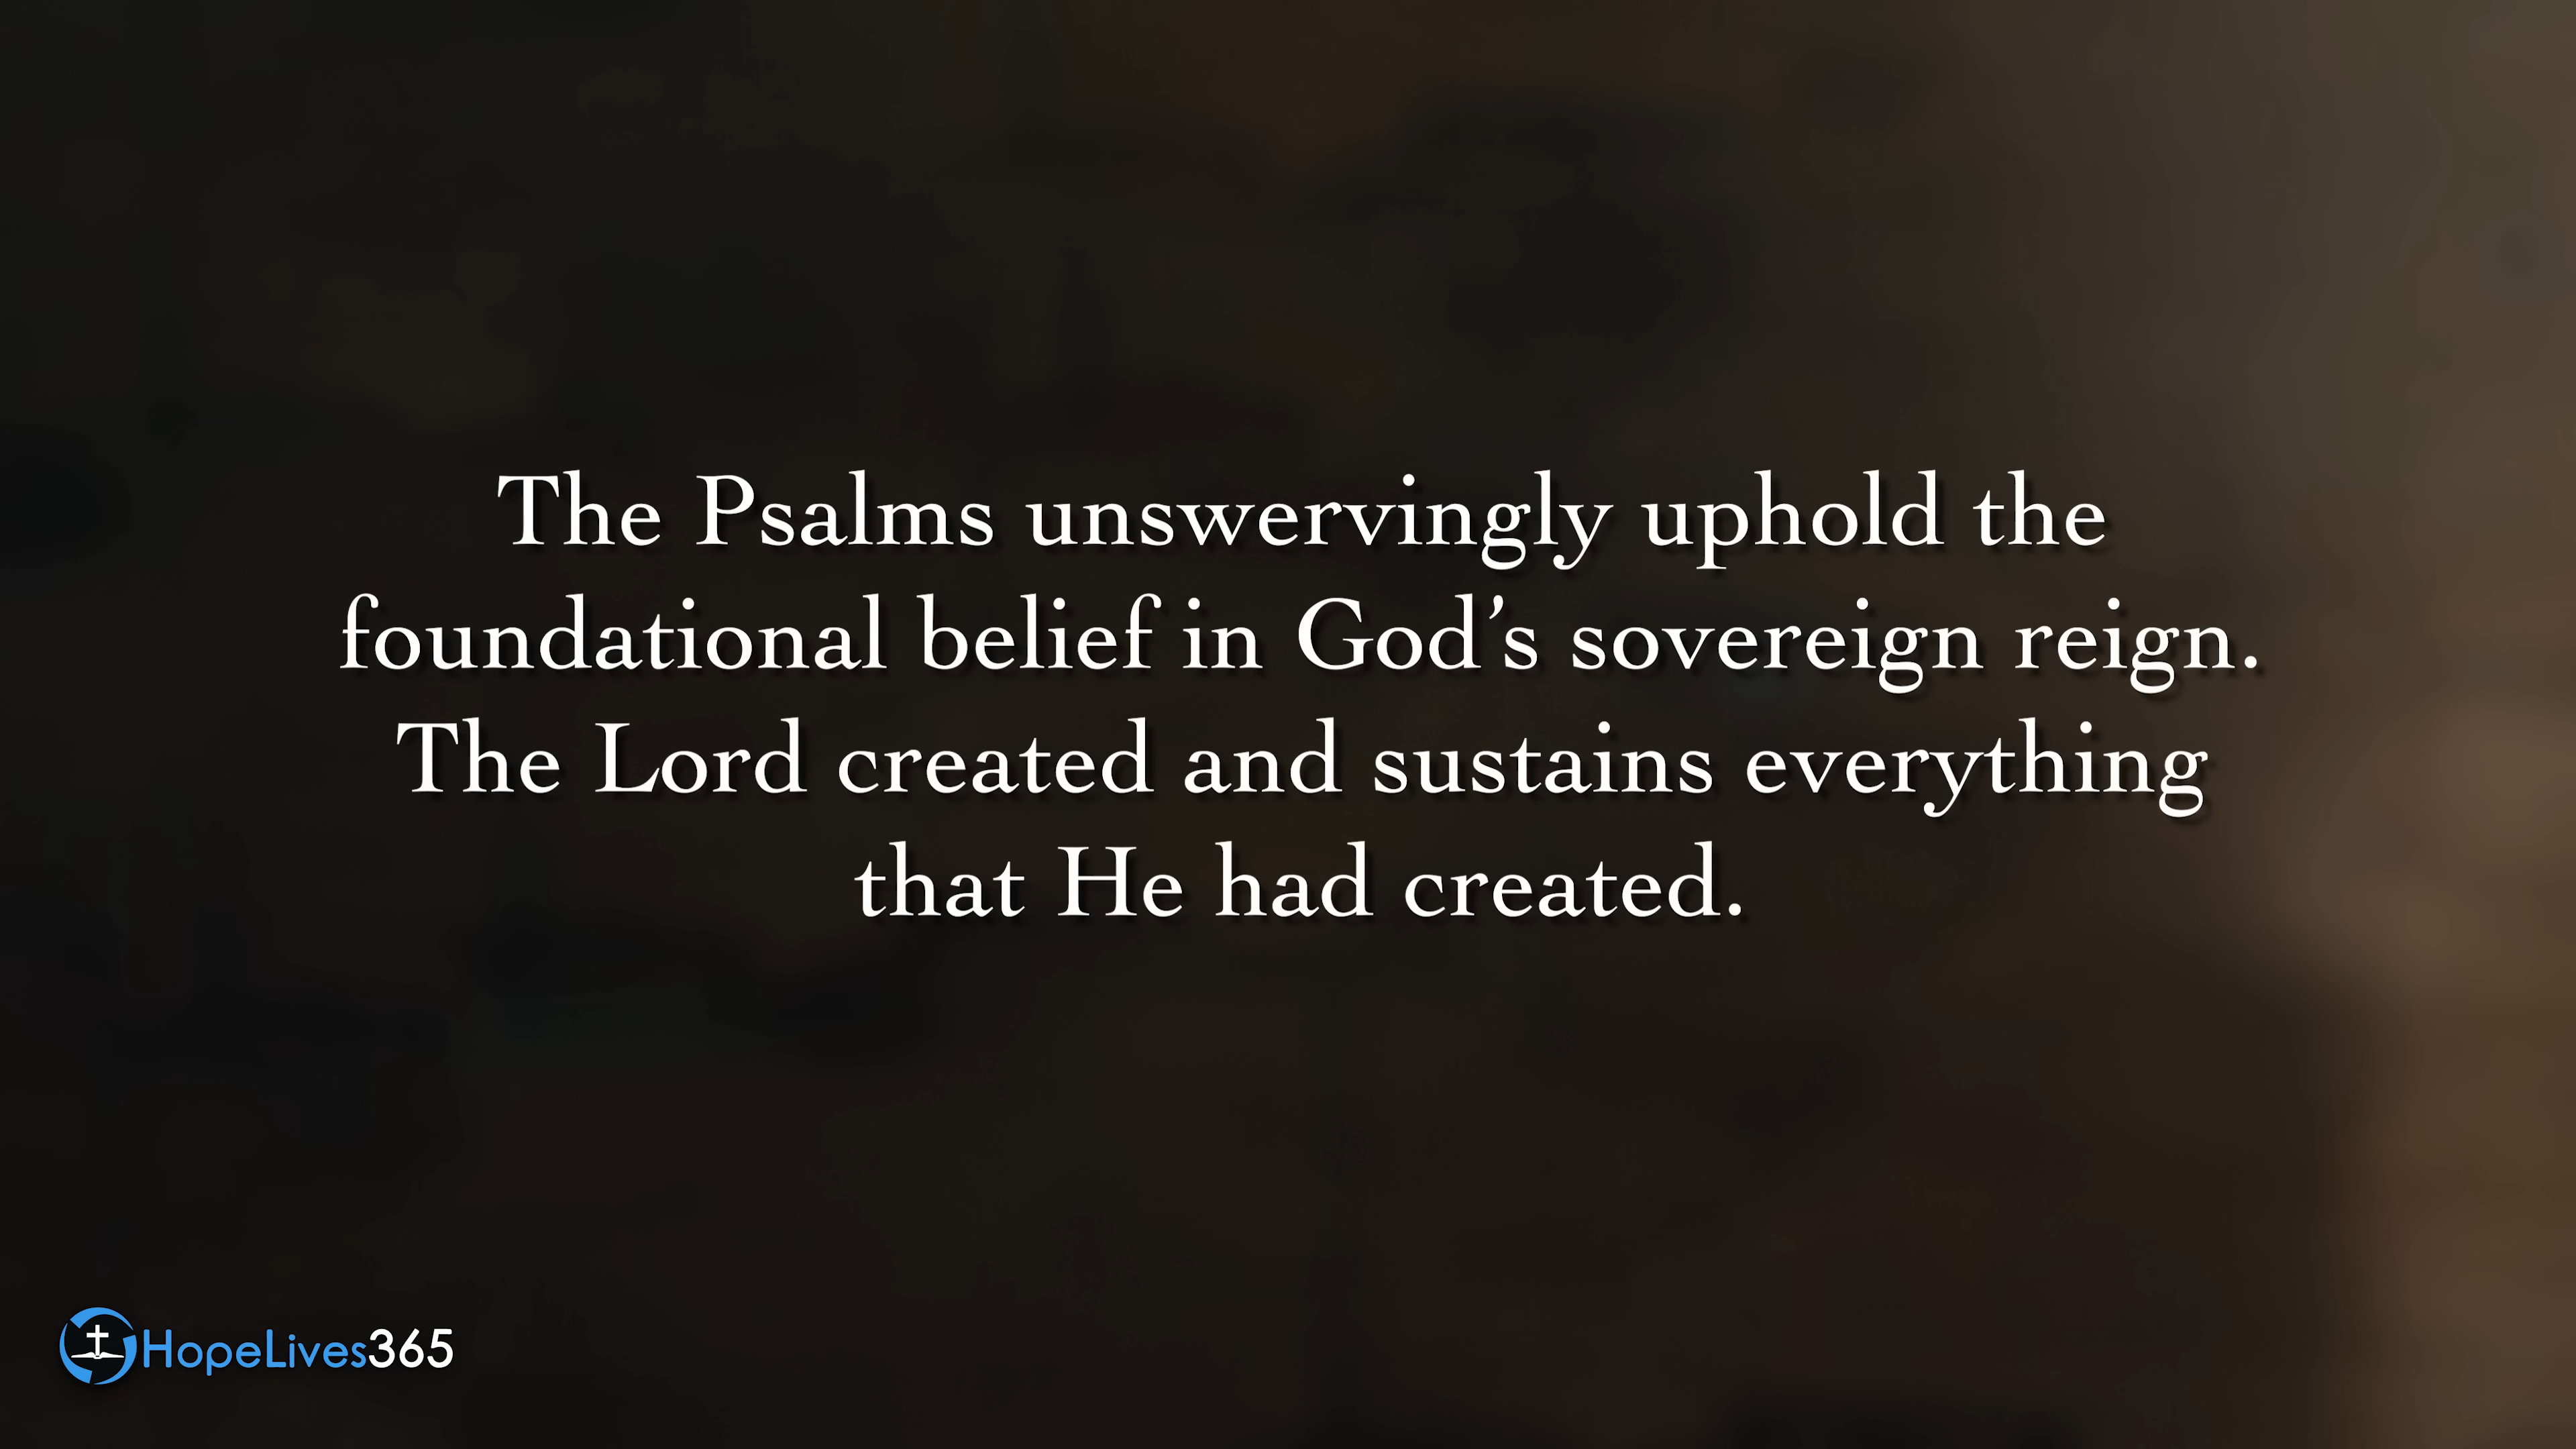 The Psalms unswervingly uphold the
foundational belief in God’s sovereign reign.
The Lord created and sustains everything
that He had created.
HopeLives365